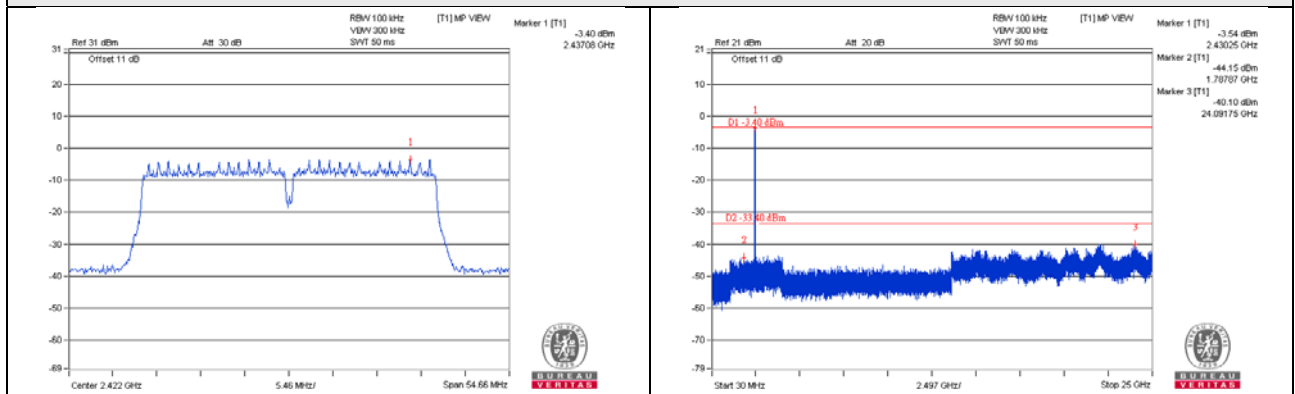 RBW 100 kHz
VBW 300 kHz
SWT 50 ms
[T1] MP VIEW
Marker 1 [T1]
-3.40 dBm
2.43708 GHz
Ref 31 dBm
Att 30 dB
31
Offset 11 dB
20
10
0
-10
-20
-30
-40
-50
-60
-69
1
Center 2.422 GHz
5.46 MHz/
Span 54.66 MHz
BUREAU
VERITAS
RBW 100 kHz
VBW 300 kHz
SWT 50 ms
[T1] MP VIEW
Marker 1 [T1]
-3.54 dBm
2.43025 GHz
Marker 2 [T1]
-44.15 dBm
1.78787 GHz
Marker 3 [T1]
-40.10 dBm
24.09175 GHz
Ref 21 dBm
Att 20 dB
21
Offset 11 dB
10
0
-10
-20
-30
-40
-50
-60
-70
-79
1
D1 -3.40 dBm
D2 -33.40 dBm
2
3
Start 30 MHz
2.497 GHz/
Stop 25 GHz
BUREAU
VERITAS